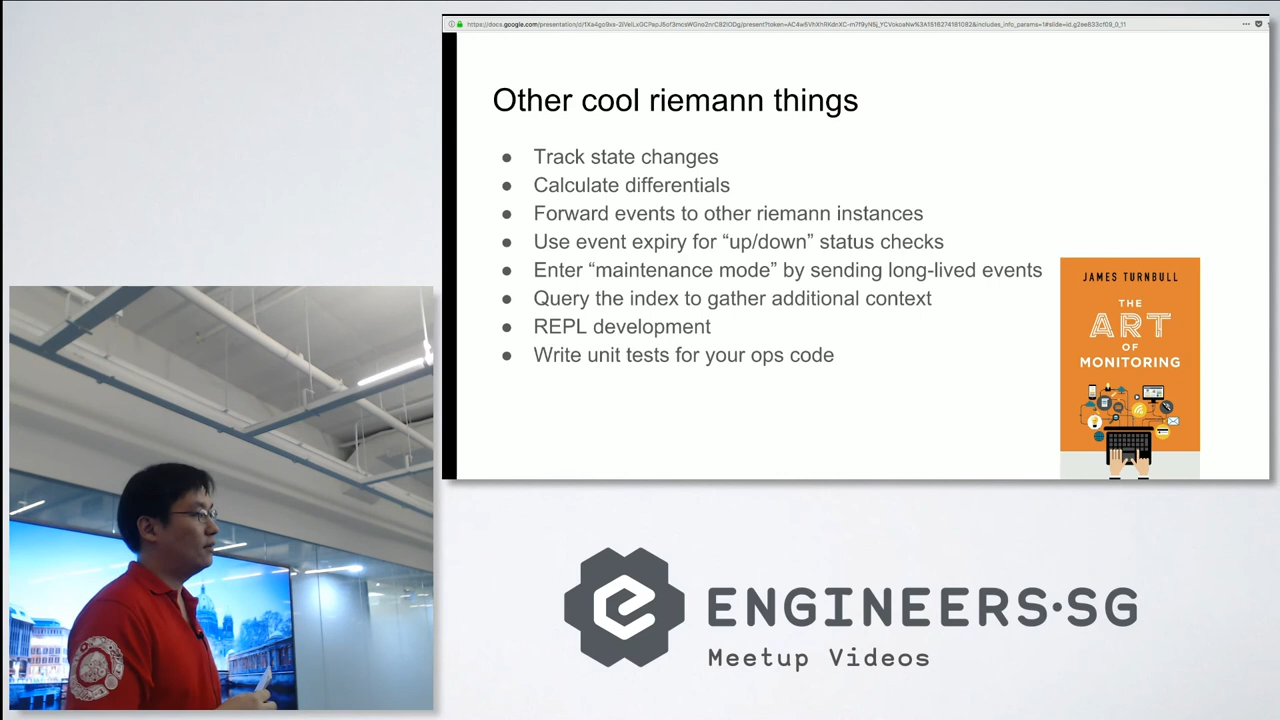 Other cool riemann things
● Track state changes
● Calculate differentials
● Forward events to other riemann instances
● Use event expiry for “up/down” status checks
● Enter “maintenance mode” by sending long-lived events
● Query the index to gather additional context
● REPL development
● Write unit tests for your ops code
JAMES TURNBULL
THE
ART
OF
MONITORING
ENGINEERS·SG
Meetup Videos